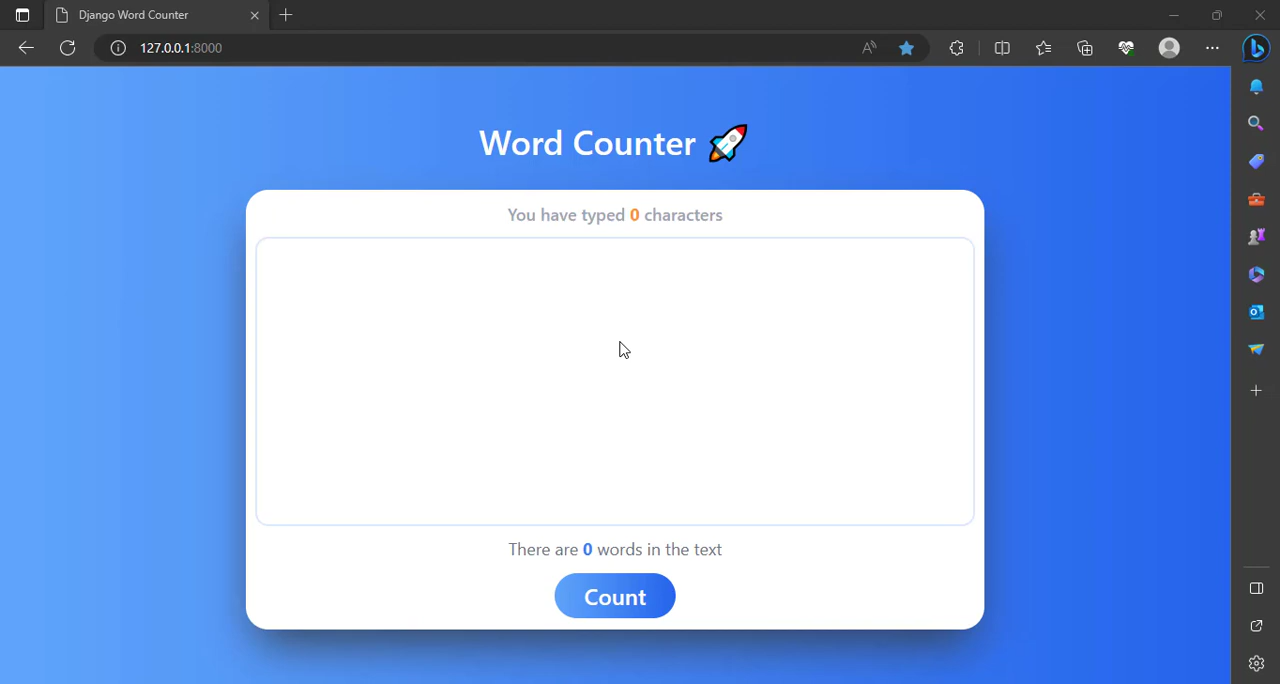 Django Word Counter
127.0.0.1:8000
Word Counter 🚀
You have typed 0 characters
There are 0 words in the text
Count